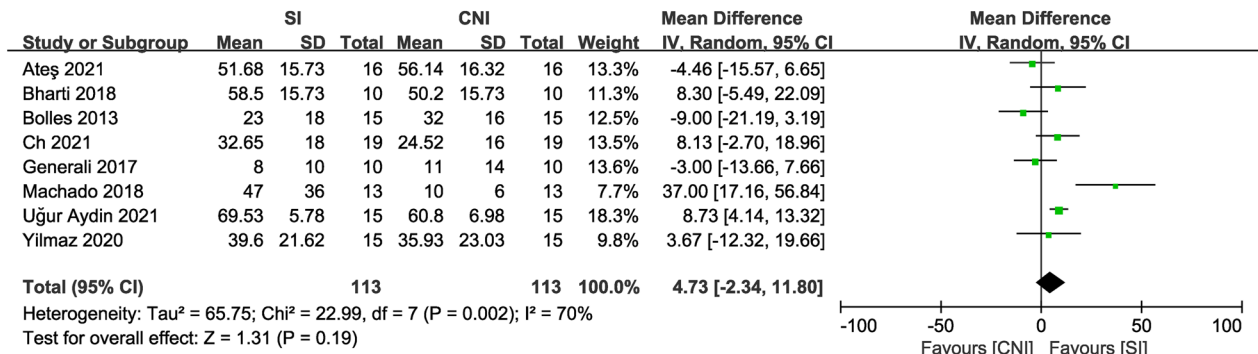 SI CNI Mean Difference Mean Difference
Study or Subgroup Mean SD Total Mean SD Total Weight IV, Random, 95% CI IV, Random, 95% CI
Ateş 2021 51.68 15.73 16 56.14 16.32 16 13.3% -4.46 [-15.57, 6.65]
Bharti 2018 58.5 15.73 10 50.2 15.73 10 11.3% 8.30 [-5.49, 22.09]
Bolles 2013 23 18 15 32 16 15 12.5% -9.00 [-21.19, 3.19]
Ch 2021 32.65 18 19 24.52 16 19 13.5% 8.13 [-2.70, 18.96]
Generali 2017 8 10 10 11 14 10 13.6% -3.00 [-13.66, 7.66]
Machado 2018 47 36 13 10 6 13 7.7% 37.00 [17.16, 56.84]
Uğur Aydin 2021 69.53 5.78 15 60.8 6.98 15 18.3% 8.73 [4.14, 13.32]
Yilmaz 2020 39.6 21.62 15 35.93 23.03 15 9.8% 3.67 [-12.32, 19.66]
Total (95% CI) 113 113 100.0% 4.73 [-2.34, 11.80]
Heterogeneity: Tau² = 65.75; Chi² = 22.99, df = 7 (P = 0.002); I² = 70%
Test for overall effect: Z = 1.31 (P = 0.19)
-100 -50 0 50 100
Favours [CNI] Favours [SI]